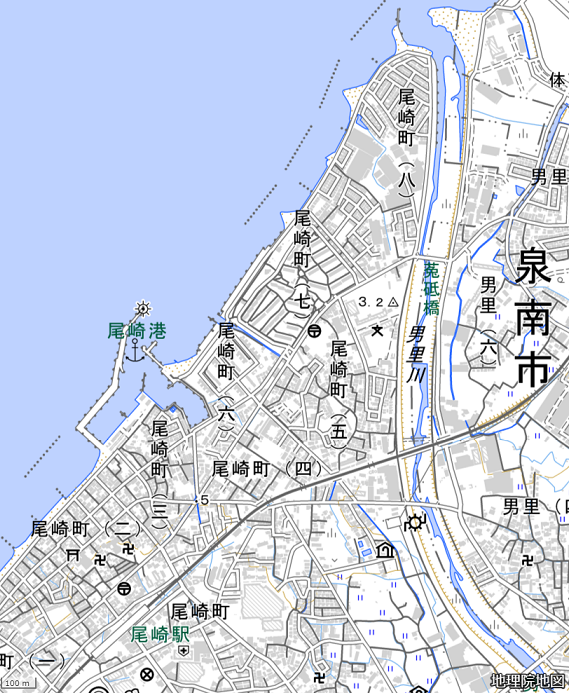 体
尾崎町(八)
男里
尾崎町(七)
菟砥橋
泉南市
男里(六)
3.2
尾崎港
男里川
尾崎町(六)
尾崎町(五)
尾崎町(三)
尾崎町(四)
5
男里(四
尾崎町(二)
尾崎町
尾崎駅
町(一)
100 m
地理院地図